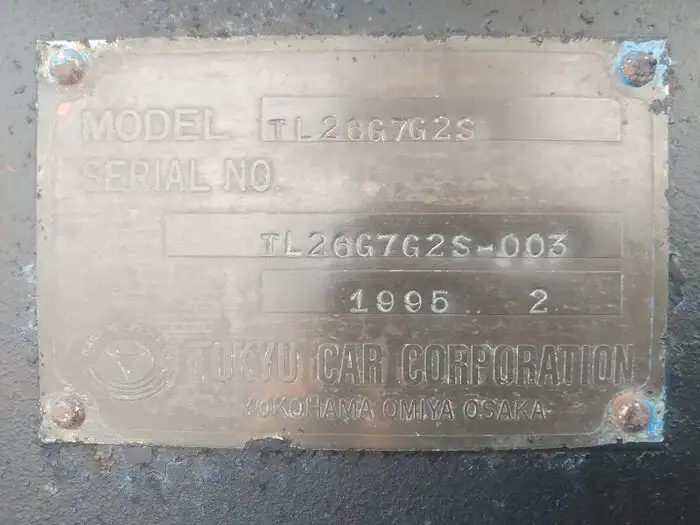 MODEL TL26G7G2S
SERIAL NO.
TL26G7G2S-003
1995 2
TOKYU CAR CORPORATION
YOKOHAMA OMIYA OSAKA